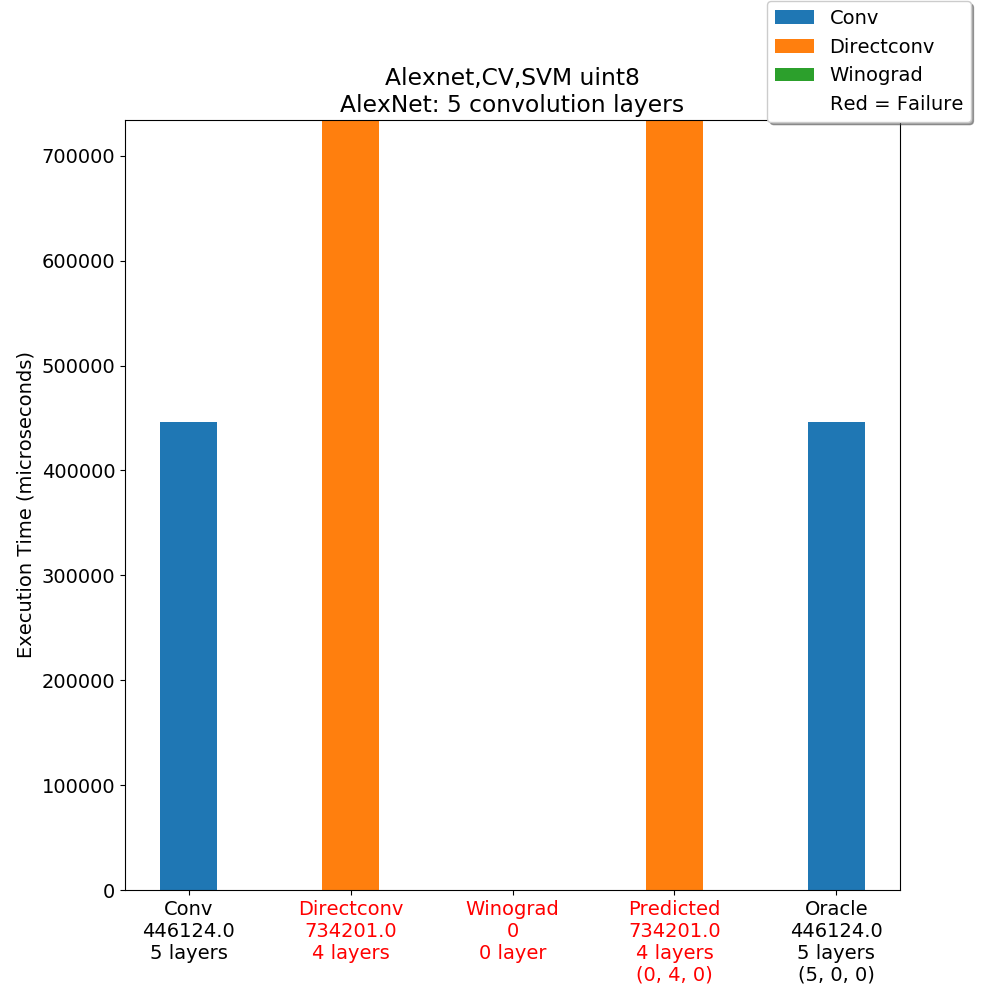 Conv
Directconv
Winograd
Red = Failure
Alexnet,CV,SVM uint8
AlexNet: 5 convolution layers
Execution Time (microseconds)
700000
600000
500000
400000
300000
200000
100000
0
Conv
446124.0
5 layers
Directconv
734201.0
4 layers
Winograd
0
0 layer
Predicted
734201.0
4 layers
(0, 4, 0)
Oracle
446124.0
5 layers
(5, 0, 0)